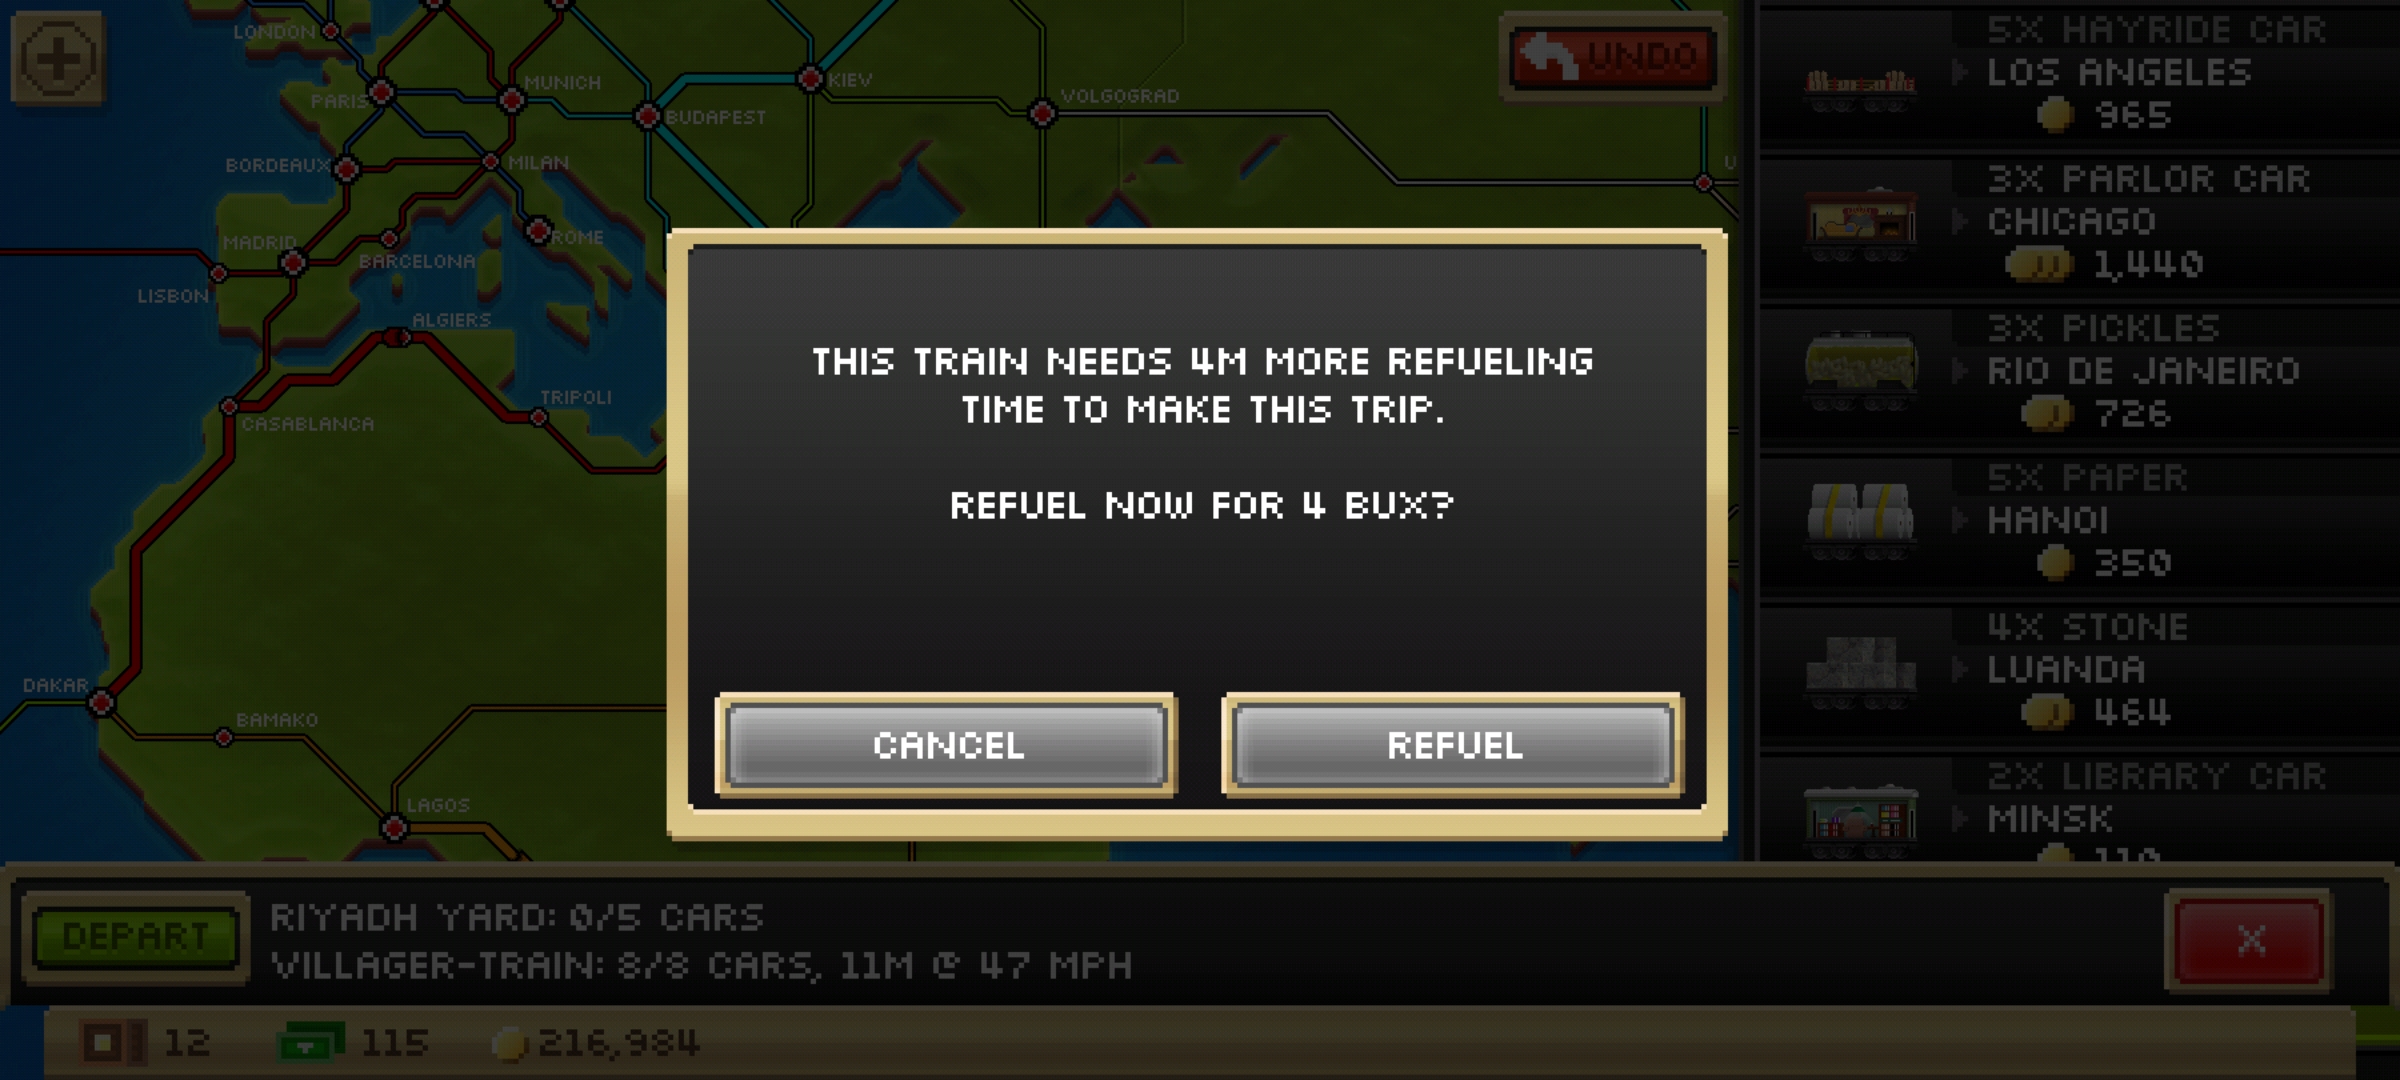 LONDON
PARIS
MUNICH
KIEV
BUDAPEST
VOLGOGRAD
BORDEAUX
MILAN
MADRID
ROME
BARCELONA
LISBON
ALGIERS
TRIPOLI
CASABLANCA
DAKAR
BAMAKO
LAGOS
UNDO
U
5X HAYRIDE CAR
LOS ANGELES
965
3X PARLOR CAR
CHICAGO
1,440
3X PICKLES
RIO DE JANEIRO
726
5X PAPER
HANOI
350
4X STONE
LUANDA
464
2X LIBRARY CAR
MINSK
110
THIS TRAIN NEEDS 4M MORE REFUELING
TIME TO MAKE THIS TRIP.
REFUEL NOW FOR 4 BUX?
CANCEL
REFUEL
DEPART
RIYADH YARD: 0/5 CARS
VILLAGER-TRAIN: 8/8 CARS, 11M @ 47 MPH
X
12
115
216,984